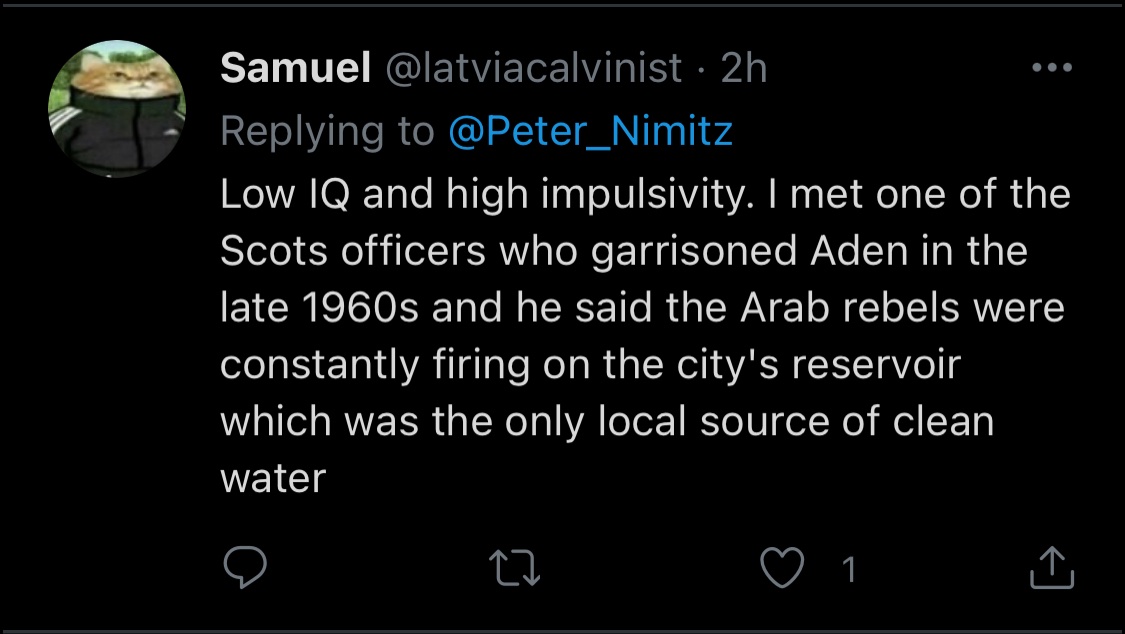 Samuel @latviacalvinist · 2h
Replying to @Peter_Nimitz
Low IQ and high impulsivity. I met one of the
Scots officers who garrisoned Aden in the
late 1960s and he said the Arab rebels were
constantly firing on the city's reservoir
which was the only local source of clean
water
1